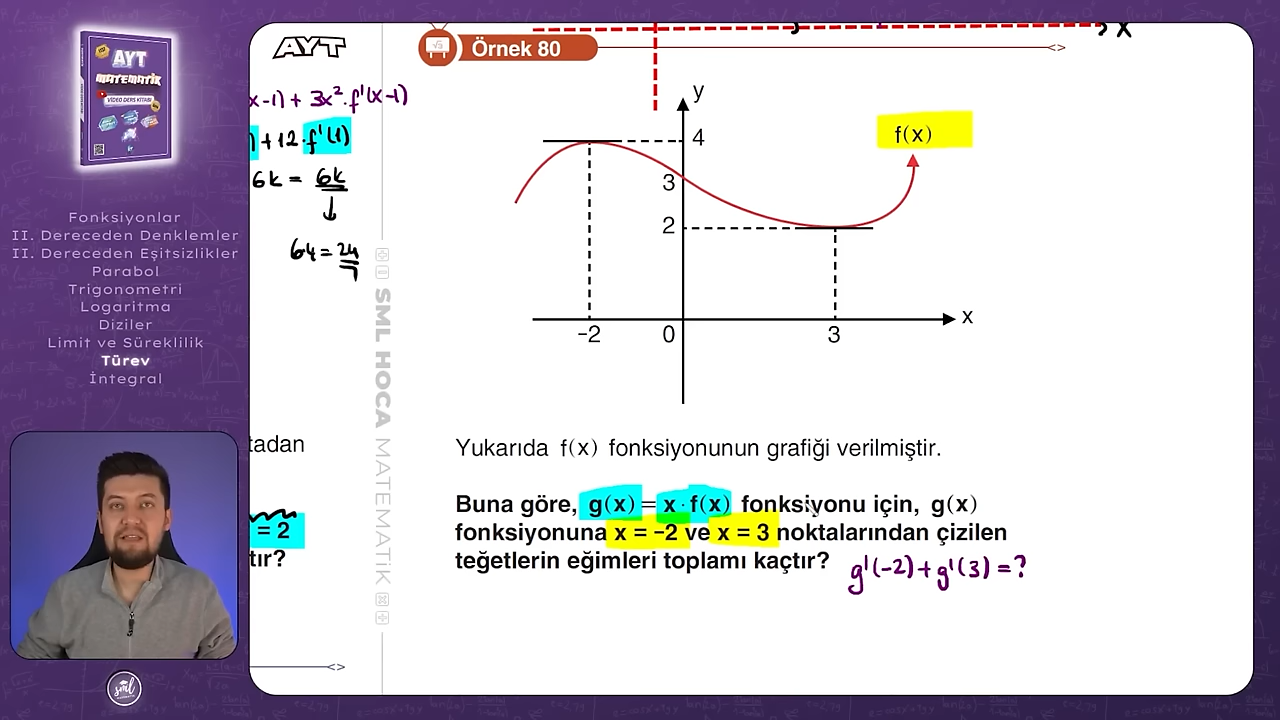 AYT
MATEMATİK
VİDEO DERS KİTABI
Fonksiyonlar
II. Dereceden Denklemler
II. Dereceden Eşitsizlikler
Parabol
Trigonometri
Logaritma
Diziler
Limit ve Süreklilik
Türev
İntegral
sml
AYT
x-1) + 3x².f'(x-1)
) + 12.f'(1)
6k = 6k
64 = 24
tadan
= 2
tır?
SML HOCA MATEMATİK
x
Örnek 80
y
f(x)
4
3
2
-2
0
3
x
Yukarıda f(x) fonksiyonunun grafiği verilmiştir.
Buna göre, g(x) = x · f(x) fonksiyonu için, g(x)
fonksiyonuna x = -2 ve x = 3 noktalarından çizilen
teğetlerin eğimleri toplamı kaçtır? g'(-2) + g'(3) = ?